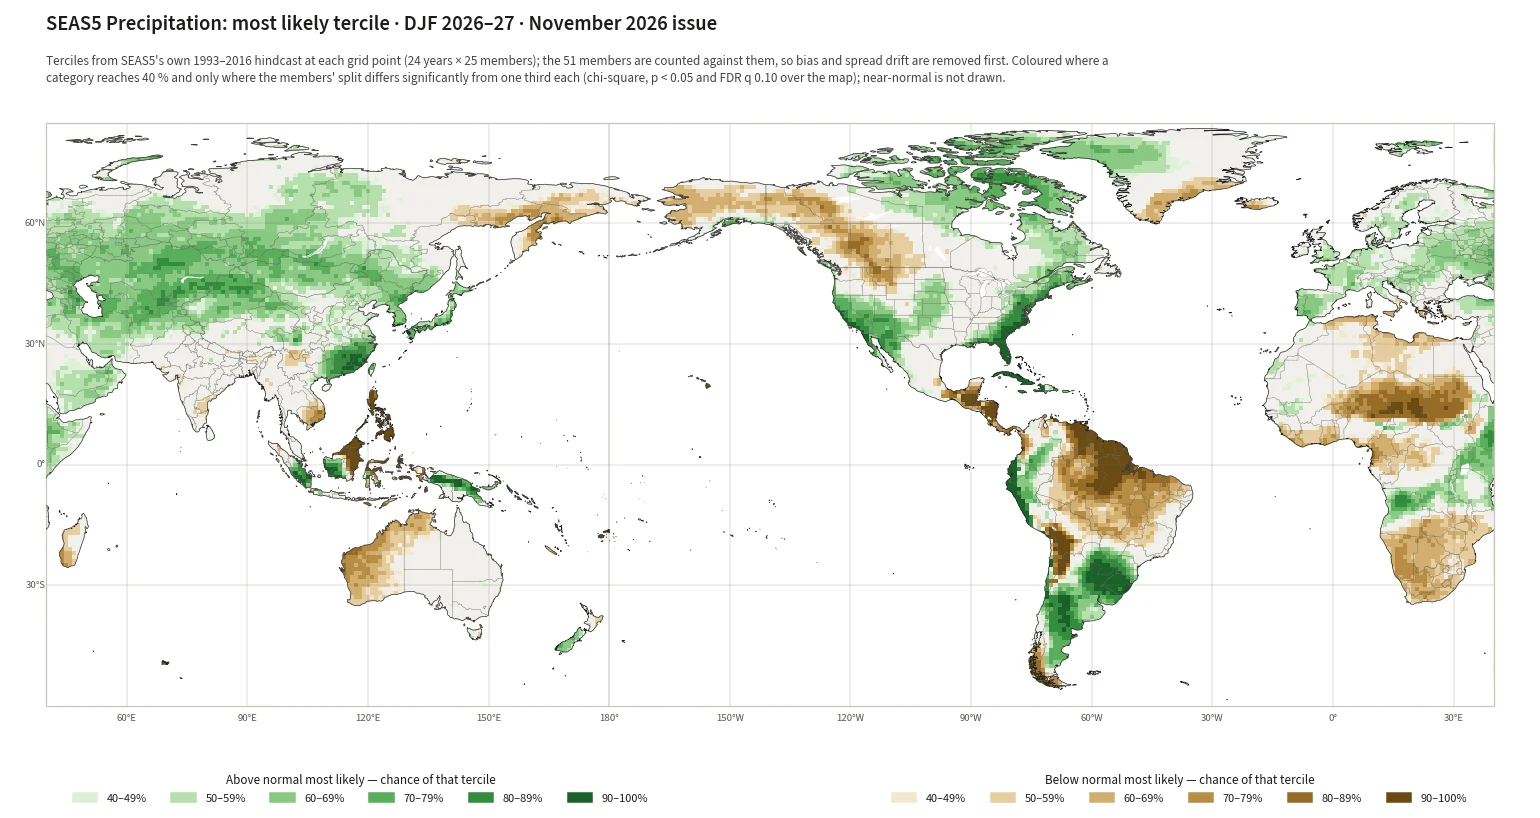 SEAS5 Precipitation: most likely tercile · DJF 2026–27 · November 2026 issue
Terciles from SEAS5's own 1993–2016 hindcast at each grid point (24 years × 25 members); the 51 members are counted against them, so bias and spread drift are removed first. Coloured where a
category reaches 40 % and only where the members' split differs significantly from one third each (chi-square, p < 0.05 and FDR q 0.10 over the map); near-normal is not drawn.
60°N
30°N
0°
30°S
60°E 90°E 120°E 150°E 180° 150°W 120°W 90°W 60°W 30°W 0° 30°E
Above normal most likely — chance of that tercile
40–49% 50–59% 60–69% 70–79% 80–89% 90–100%
Below normal most likely — chance of that tercile
40–49% 50–59% 60–69% 70–79% 80–89% 90–100%